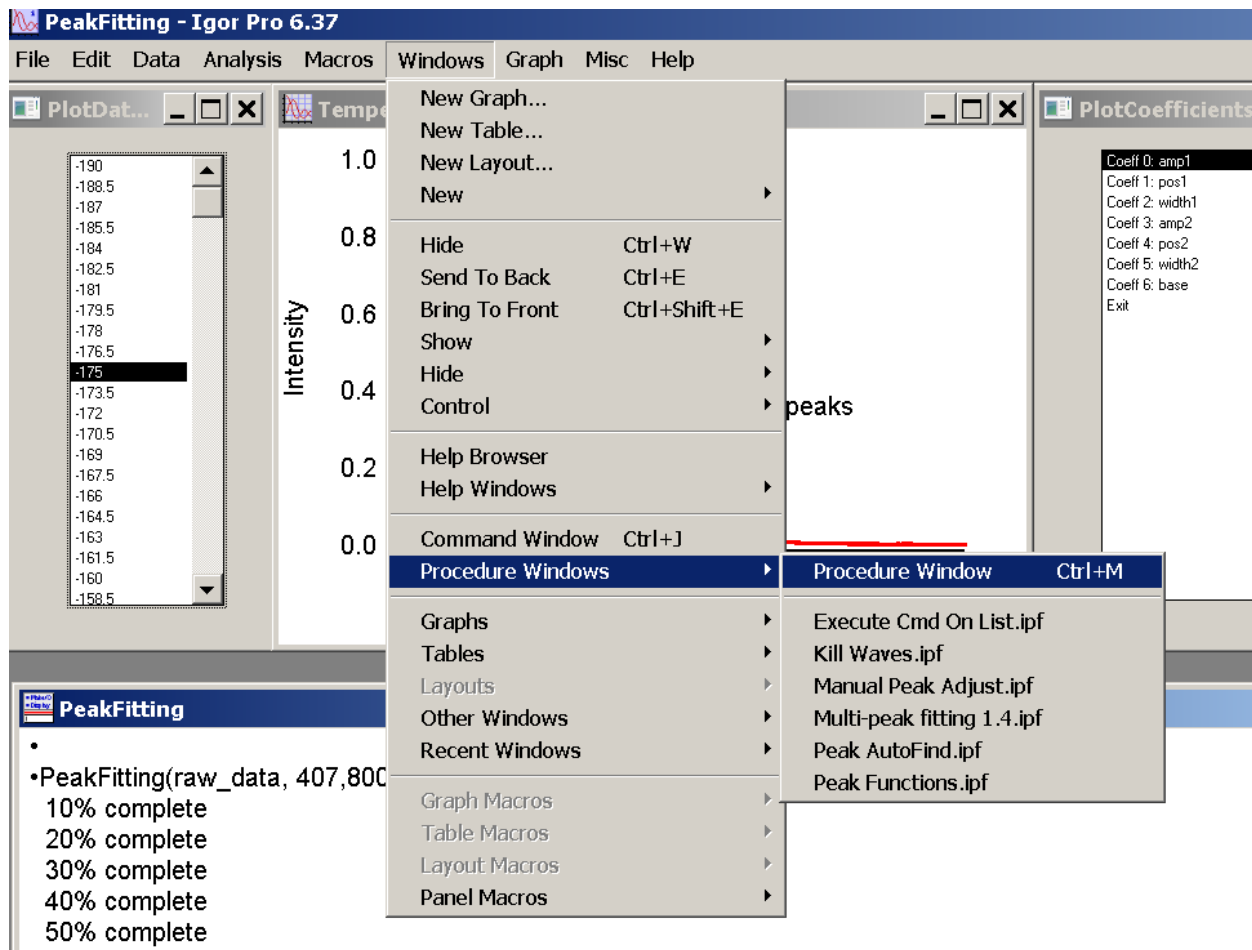 PeakFitting - Igor Pro 6.37
File Edit Data Analysis Macros Windows Graph Misc Help
PlotDat...
-190
-188.5
-187
-185.5
-184
-182.5
-181
-179.5
-178
-176.5
-175
-173.5
-172
-170.5
-169
-167.5
-166
-164.5
-163
-161.5
-160
-158.5
Tempe
1.0
0.8
0.6
0.4
0.2
0.0
Intensity
peaks
New Graph...
New Table...
New Layout...
New
Hide Ctrl+W
Send To Back Ctrl+E
Bring To Front Ctrl+Shift+E
Show
Hide
Control
Help Browser
Help Windows
Command Window Ctrl+J
Procedure Windows
Graphs
Tables
Layouts
Other Windows
Recent Windows
Graph Macros
Table Macros
Layout Macros
Panel Macros
Procedure Window Ctrl+M
Execute Cmd On List.ipf
Kill Waves.ipf
Manual Peak Adjust.ipf
Multi-peak fitting 1.4.ipf
Peak AutoFind.ipf
Peak Functions.ipf
PlotCoefficients
Coeff 0: amp1
Coeff 1: pos1
Coeff 2: width1
Coeff 3: amp2
Coeff 4: pos2
Coeff 5: width2
Coeff 6: base
Exit
PeakFitting
•
•PeakFitting(raw_data, 407,800
10% complete
20% complete
30% complete
40% complete
50% complete